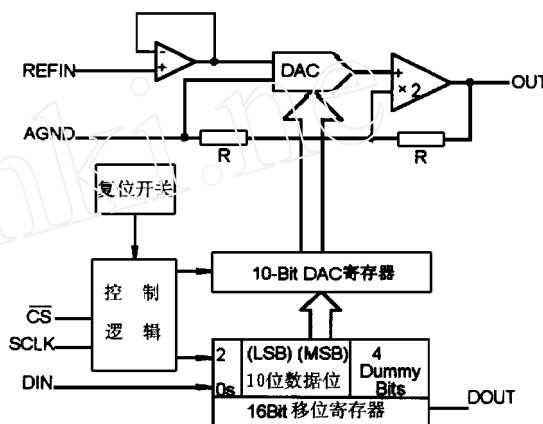 REFIN
-
+
DAC
+
× 2
OUT
AGND
R
R
复位开关
控 制
逻 辑
10-Bit DAC寄存器
CS
SCLK
DIN
2
0s
(LSB) (MSB)
10位数据位
4
Dummy
Bits
16Bit 移位寄存器
DOUT
nki.ne